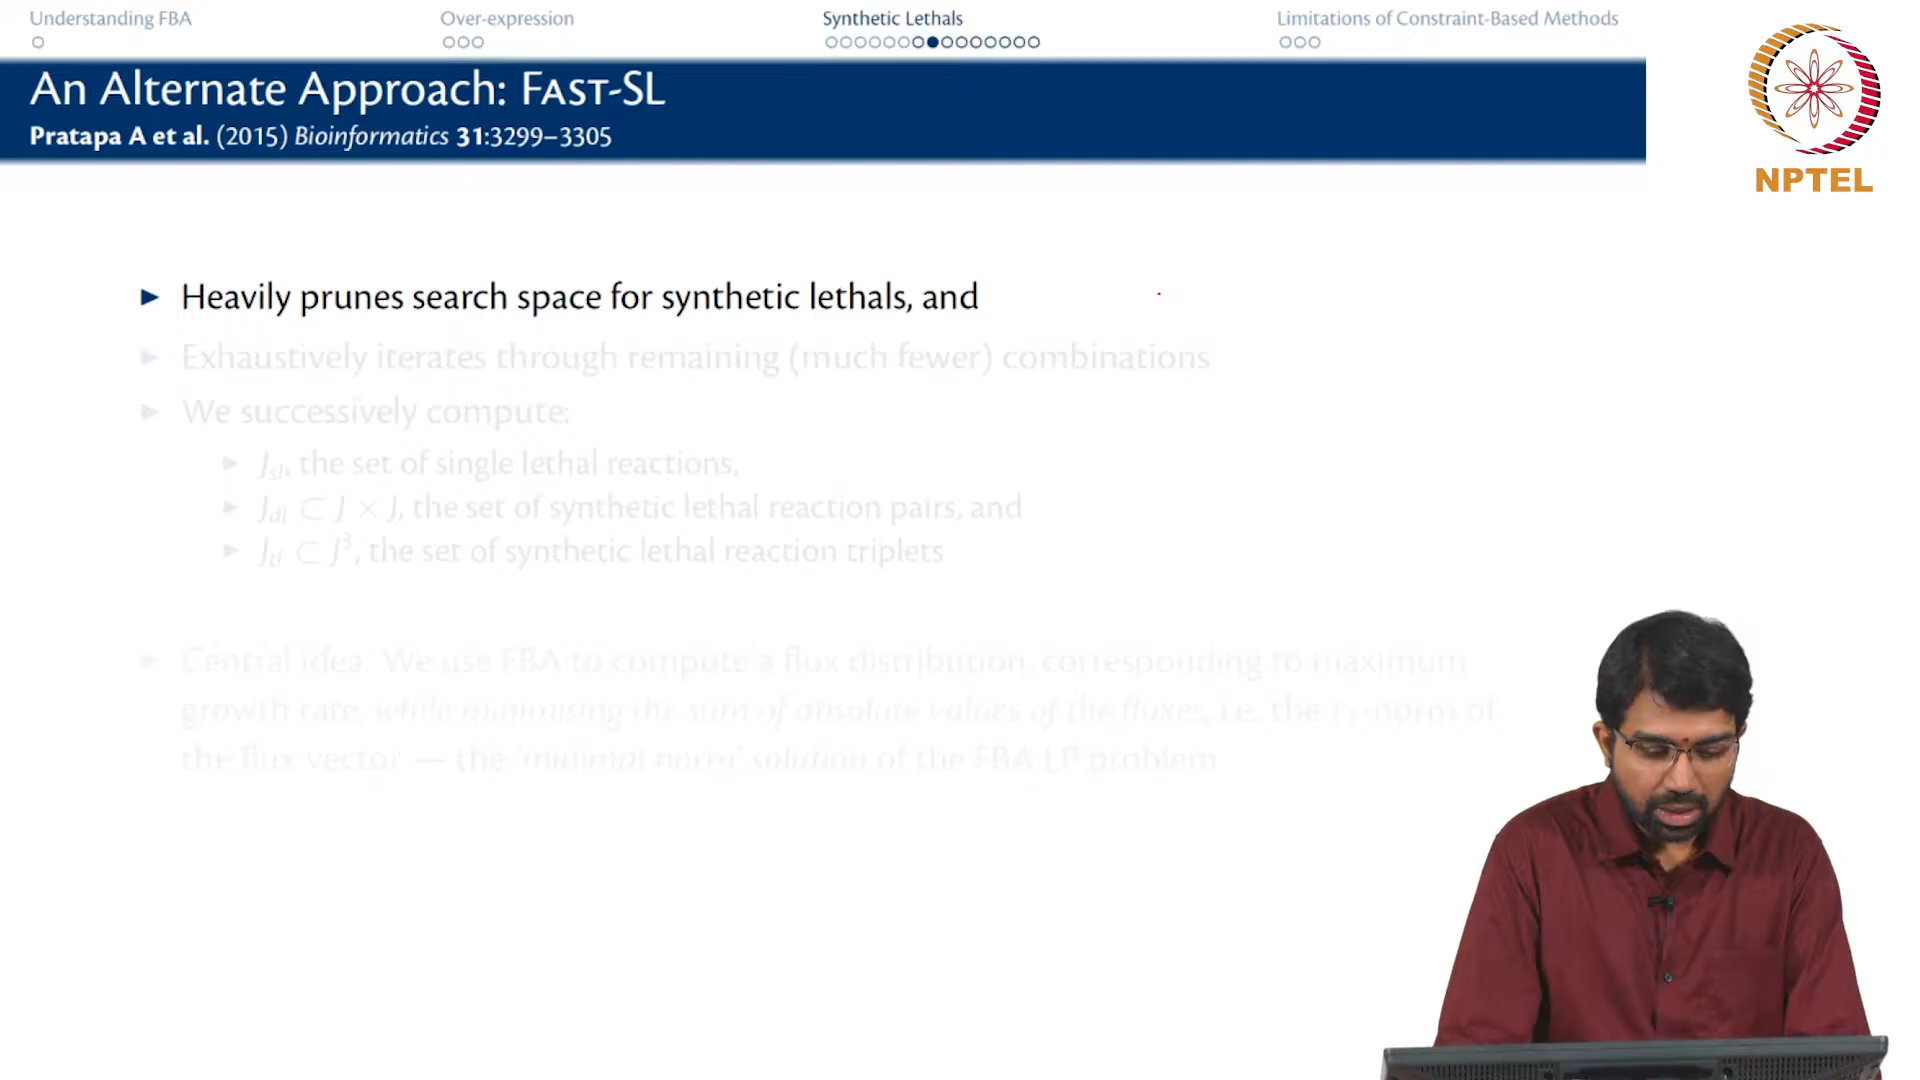 Understanding FBA
Over-expression
Synthetic Lethals
Limitations of Constraint-Based Methods
An Alternate Approach: FAST-SL
Pratapa A et al. (2015) Bioinformatics 31:3299–3305
NPTEL
► Heavily prunes search space for synthetic lethals, and
► Exhaustively iterates through remaining (much fewer) combinations
► We successively compute:
► J_sl, the set of single lethal reactions,
► J_dl ⊂ J × J, the set of synthetic lethal reaction pairs, and
► J_tl ⊂ J³, the set of synthetic lethal reaction triplets
► Central idea: We use FBA to compute a flux distribution, corresponding to maximum
growth rate, while minimising the sum of absolute values of the fluxes, i.e. the ℓ₁-norm of
the flux vector — the 'minimal norm' solution of the FBA LP problem